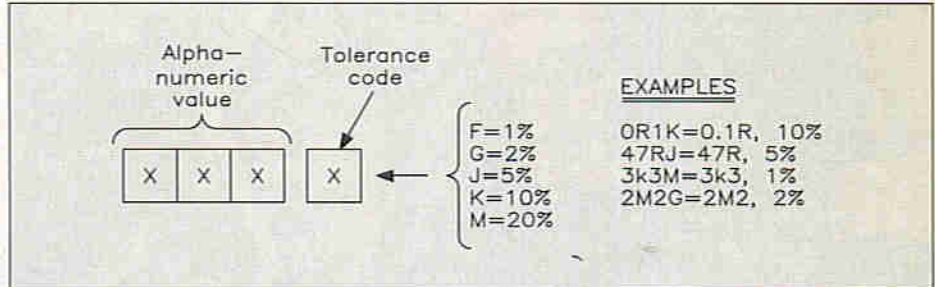 Alpha–
numeric
value
Tolerance
code
X X X X
F=1%
G=2%
J=5%
K=10%
M=20%
EXAMPLES
0R1K=0.1R, 10%
47RJ=47R, 5%
3k3M=3k3, 1%
2M2G=2M2, 2%